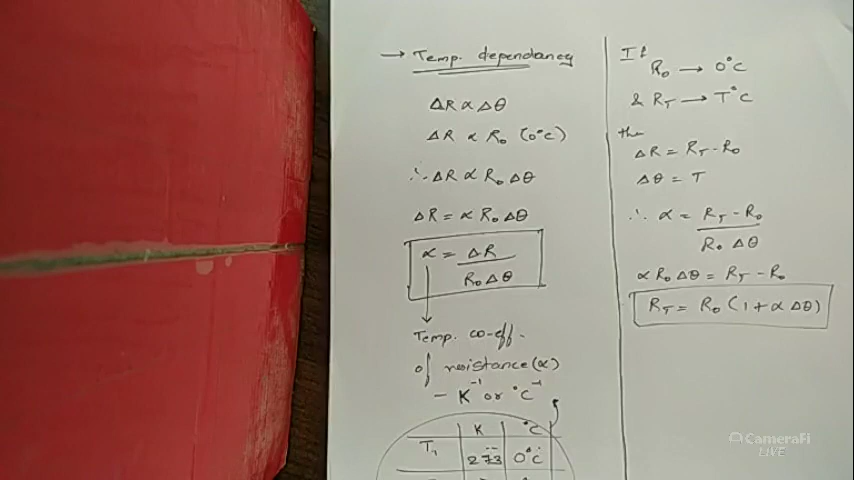 → Temp. dependancy
ΔR ∝ Δθ
ΔR ∝ R₀ (0°C)
∴ ΔR ∝ R₀ Δθ
ΔR = ∝ R₀ Δθ
∝ = ΔR / R₀ Δθ
Temp. co-eff.
of resistance (∝)
– K⁻¹ or °C⁻¹
K °C
T₁ 273 0°C
If
R₀ → 0°C
& R_T → T°C
the
ΔR = R_T - R₀
Δθ = T
∴ ∝ = R_T - R₀ / R₀ Δθ
∝ R₀ Δθ = R_T - R₀
R_T = R₀ (1 + ∝ Δθ)
CameraFi
LIVE